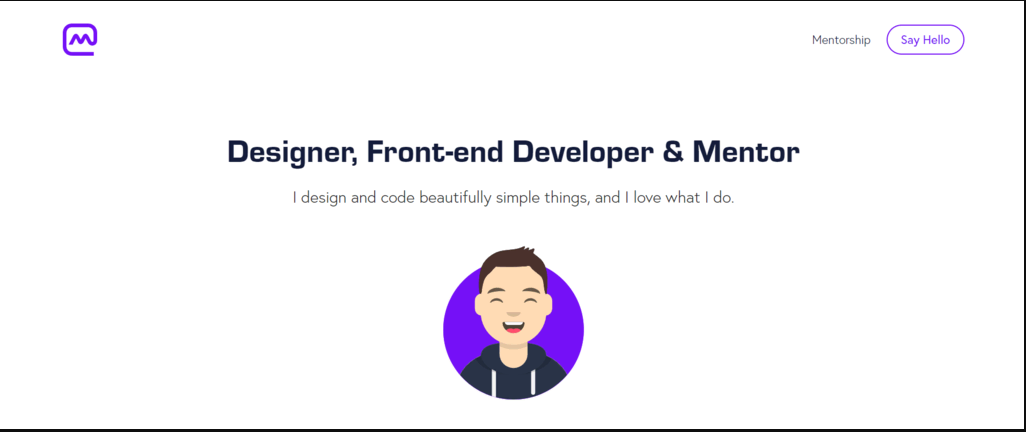 Mentorship
Say Hello
Designer, Front-end Developer & Mentor
I design and code beautifully simple things, and I love what I do.